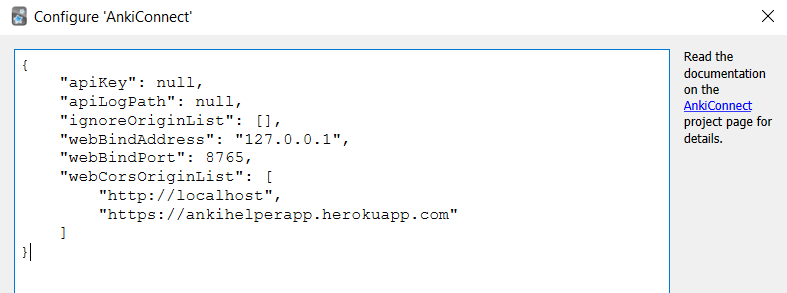 Configure 'AnkiConnect'
{
    "apiKey": null,
    "apiLogPath": null,
    "ignoreOriginList": [],
    "webBindAddress": "127.0.0.1",
    "webBindPort": 8765,
    "webCorsOriginList": [
        "http://localhost",
        "https://ankihelperapp.herokuapp.com"
    ]
}
Read the
documentation
on the
AnkiConnect
project page for
details.